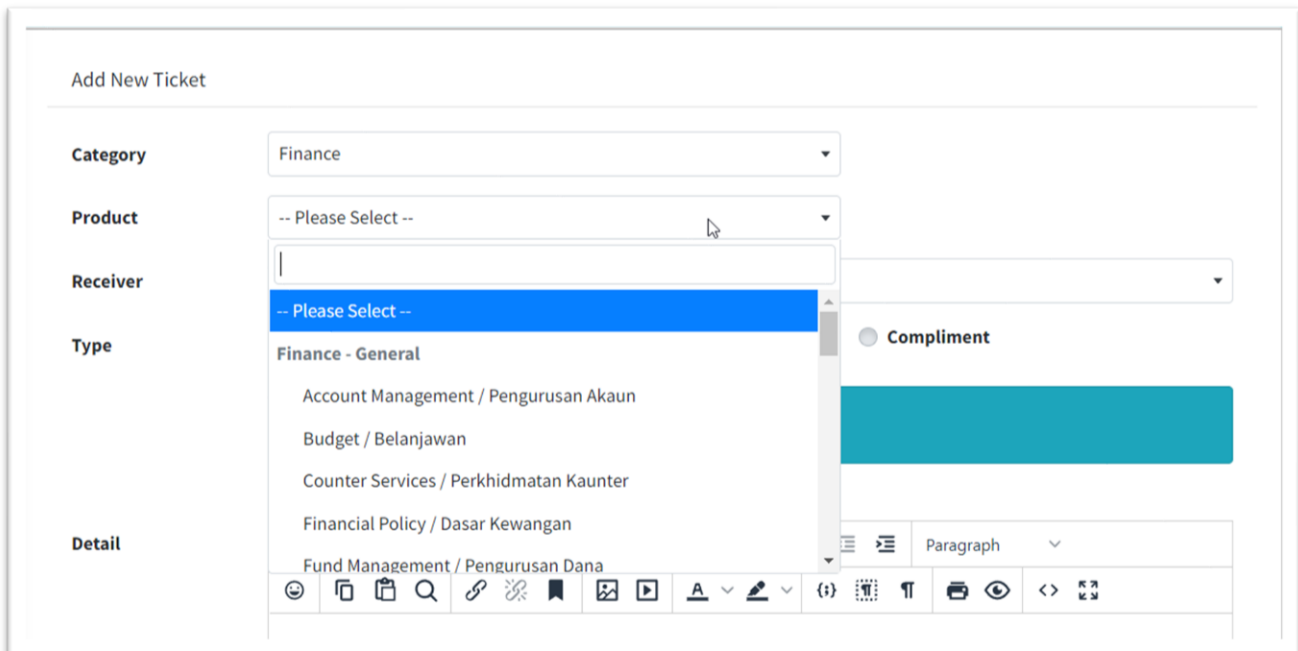 Add New Ticket
Category
Finance
Product
-- Please Select --
Receiver
-- Please Select --
Type
Compliment
Finance - General
Account Management / Pengurusan Akaun
Budget / Belanjawan
Counter Services / Perkhidmatan Kaunter
Financial Policy / Dasar Kewangan
Detail
Paragraph
Fund Management / Pengurusan Dana